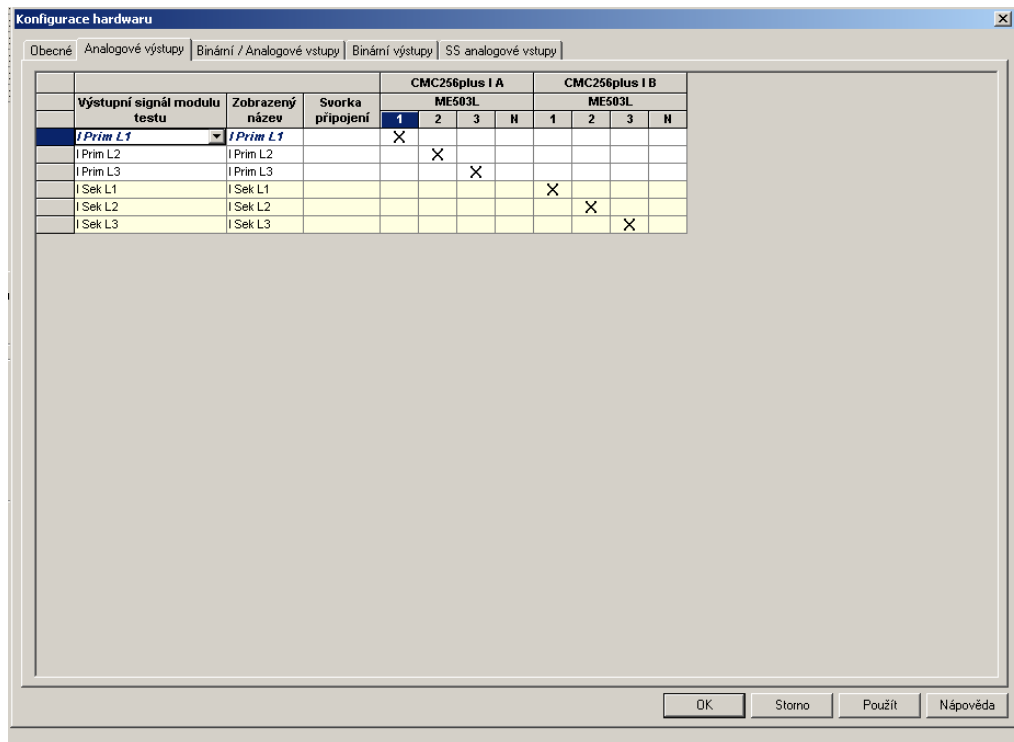 Konfigurace hardwaru
Obecné Analogové výstupy Binární / Analogové vstupy Binární výstupy SS analogové vstupy
CMC256plus I A CMC256plus I B
Výstupní signál modulu testu Zobrazený název Svorka připojení ME503L ME503L
1 2 3 N 1 2 3 N
I Prim L1 I Prim L1 X
I Prim L2 I Prim L2 X
I Prim L3 I Prim L3 X
I Sek L1 I Sek L1 X
I Sek L2 I Sek L2 X
I Sek L3 I Sek L3 X
OK Storno Použít Nápověda